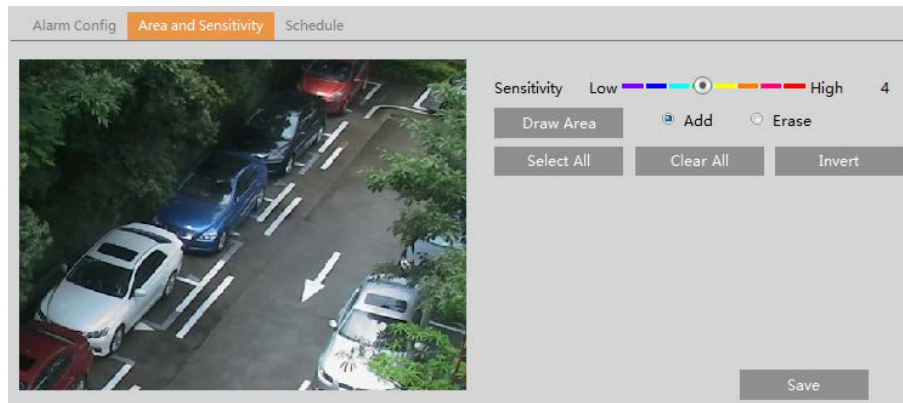 Alarm Config Area and Sensitivity Schedule
Sensitivity Low High 4
Draw Area Add Erase
Select All Clear All Invert
Save